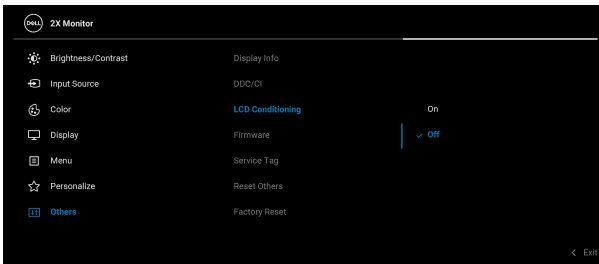 DELL 2X Monitor
Brightness/Contrast Display Info
Input Source DDC/CI
Color LCD Conditioning On
Display Firmware Off
Menu Service Tag
Personalize Reset Others
Others Factory Reset
Exit